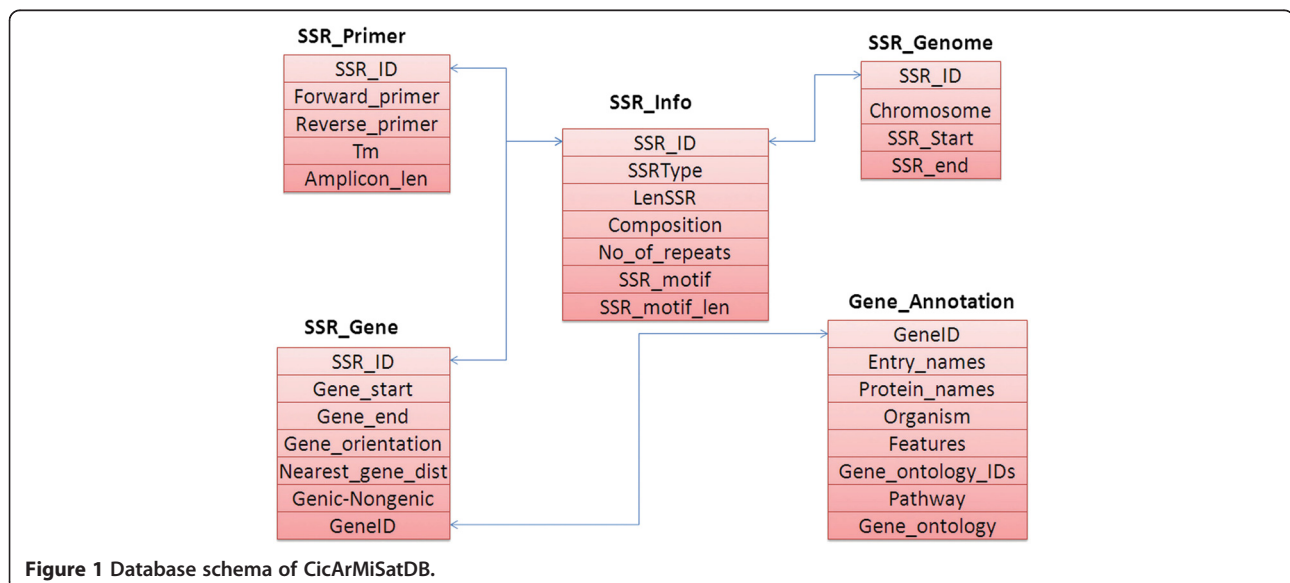 SSR_Primer
SSR_ID
Forward_primer
Reverse_primer
Tm
Amplicon_len
SSR_Info
SSR_ID
SSRType
LenSSR
Composition
No_of_repeats
SSR_motif
SSR_motif_len
SSR_Genome
SSR_ID
Chromosome
SSR_Start
SSR_end
SSR_Gene
SSR_ID
Gene_start
Gene_end
Gene_orientation
Nearest_gene_dist
Genic-Nongenic
GeneID
Gene_Annotation
GeneID
Entry_names
Protein_names
Organism
Features
Gene_ontology_IDs
Pathway
Gene_ontology
Figure 1 Database schema of CicArMiSatDB.